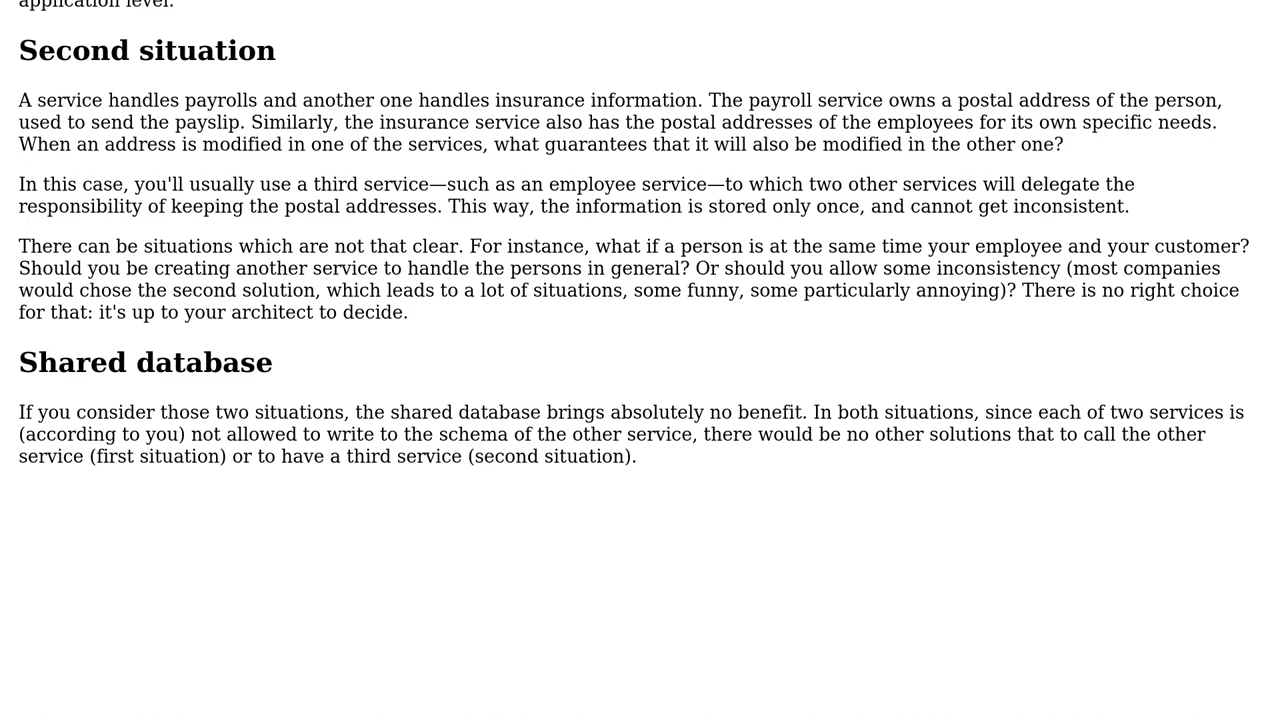 application level.
Second situation
A service handles payrolls and another one handles insurance information. The payroll service owns a postal address of the person,
used to send the payslip. Similarly, the insurance service also has the postal addresses of the employees for its own specific needs.
When an address is modified in one of the services, what guarantees that it will also be modified in the other one?
In this case, you'll usually use a third service—such as an employee service—to which two other services will delegate the
responsibility of keeping the postal addresses. This way, the information is stored only once, and cannot get inconsistent.
There can be situations which are not that clear. For instance, what if a person is at the same time your employee and your customer?
Should you be creating another service to handle the persons in general? Or should you allow some inconsistency (most companies
would chose the second solution, which leads to a lot of situations, some funny, some particularly annoying)? There is no right choice
for that: it's up to your architect to decide.
Shared database
If you consider those two situations, the shared database brings absolutely no benefit. In both situations, since each of two services is
(according to you) not allowed to write to the schema of the other service, there would be no other solutions that to call the other
service (first situation) or to have a third service (second situation).